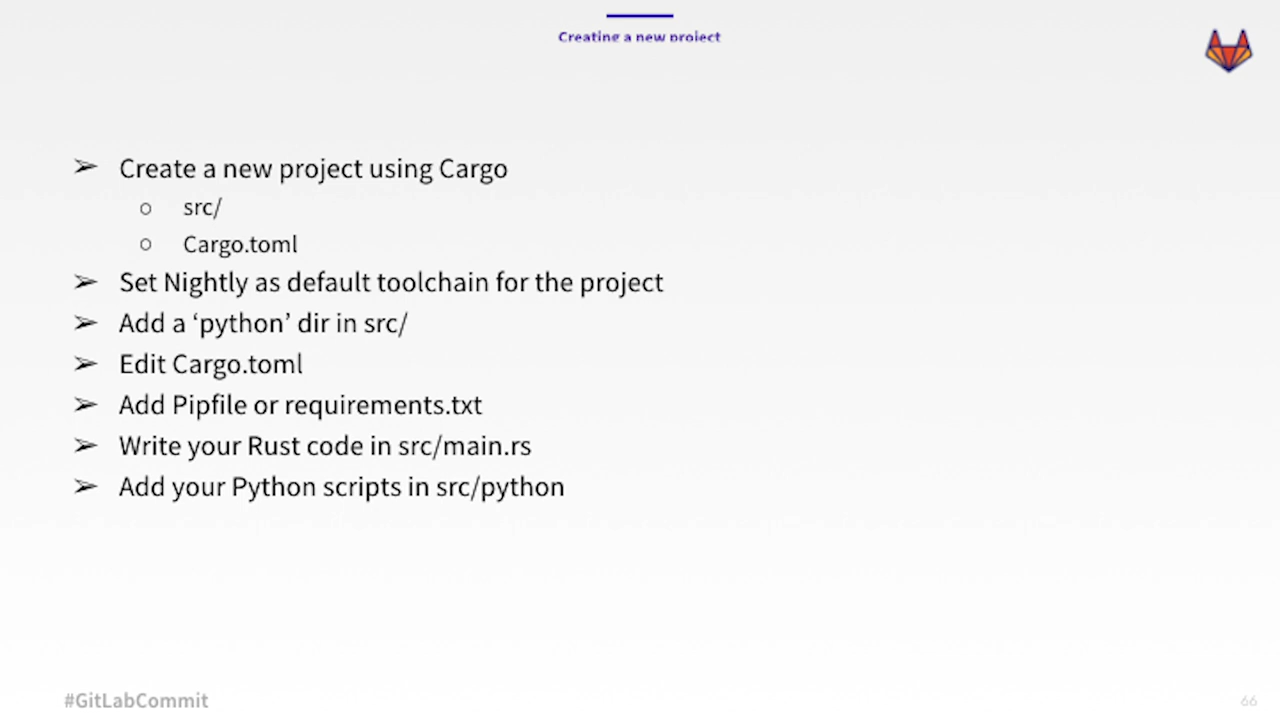 Creating a new project
➢ Create a new project using Cargo
○ src/
○ Cargo.toml
➢ Set Nightly as default toolchain for the project
➢ Add a ‘python’ dir in src/
➢ Edit Cargo.toml
➢ Add Pipfile or requirements.txt
➢ Write your Rust code in src/main.rs
➢ Add your Python scripts in src/python
#GitLabCommit
66